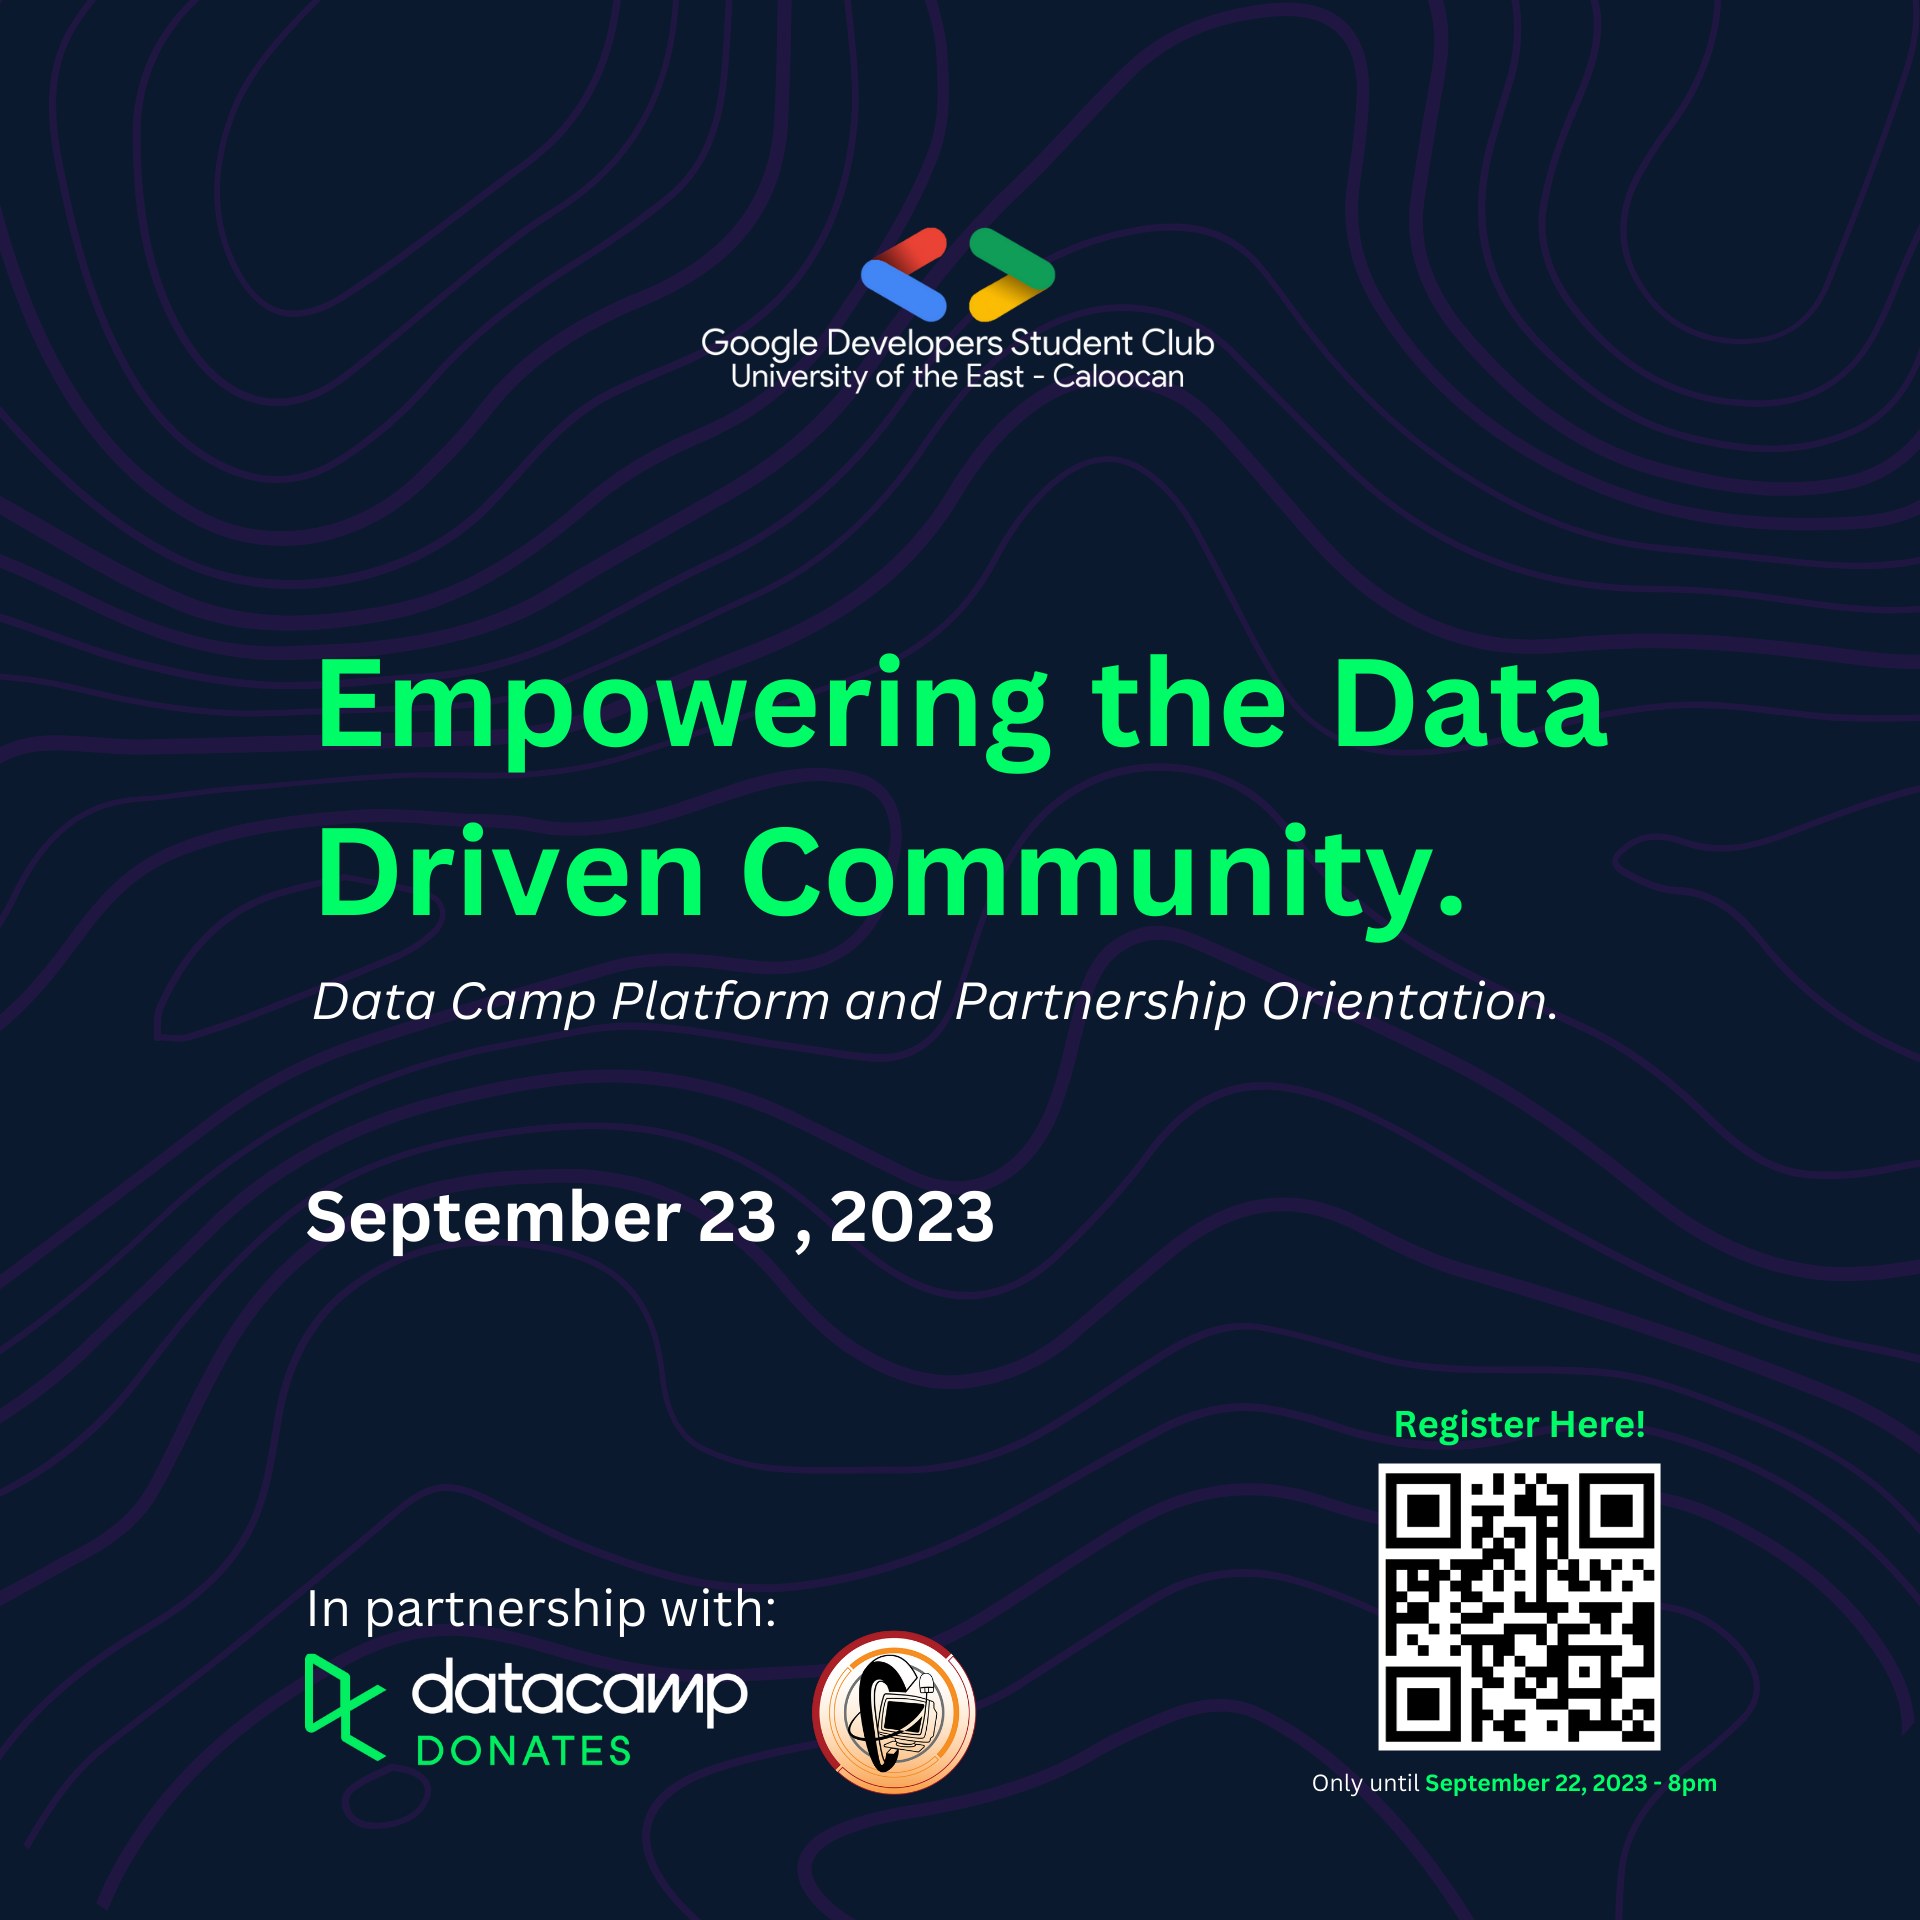 Google Developers Student Club
University of the East - Caloocan
Empowering the Data
Driven Community.
Data Camp Platform and Partnership Orientation.
September 23 , 2023
Register Here!
In partnership with:
datacamp
DONATES
Only until September 22, 2023 - 8pm